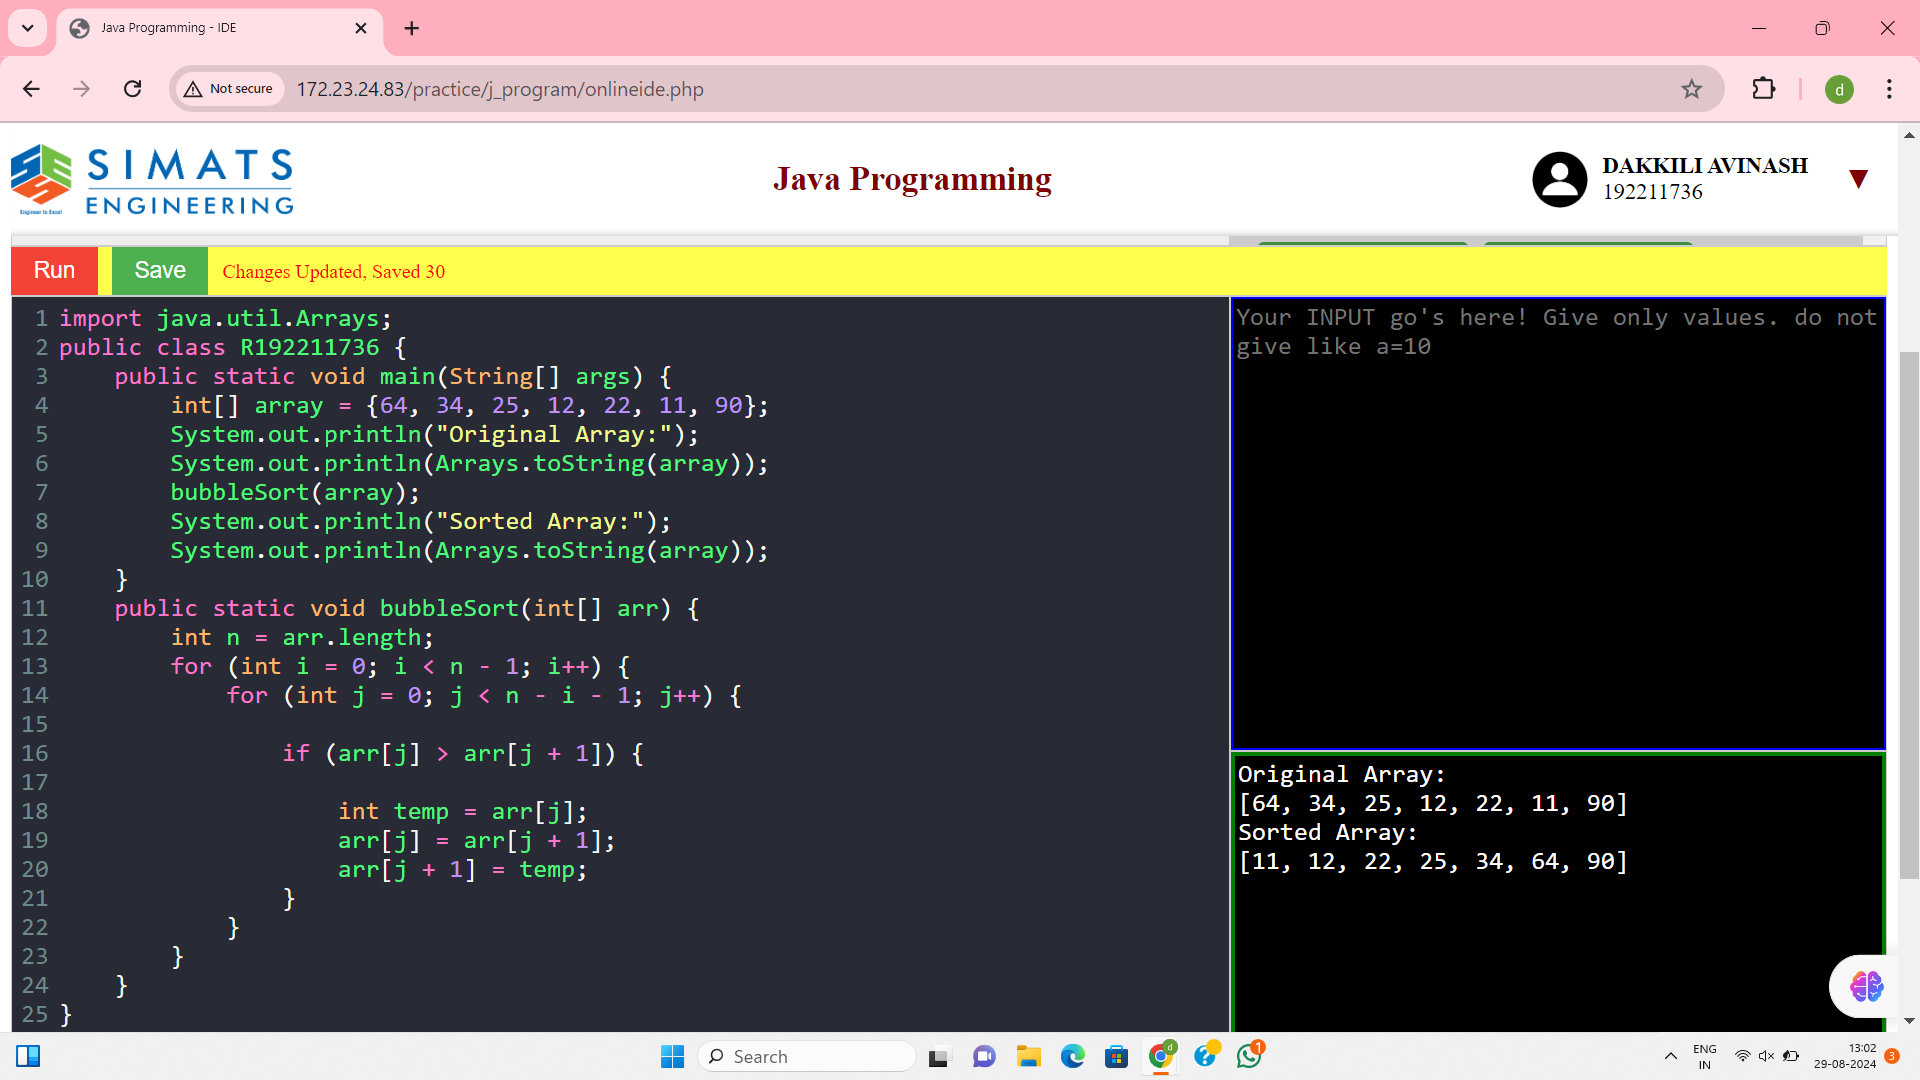 Java Programming - IDE
Not secure
172.23.24.83/practice/j_program/onlineide.php
d
SIMATS
ENGINEERING
Engineer to Excel
Java Programming
DAKKILI AVINASH
192211736
Run
Save
Changes Updated, Saved 30
1 import java.util.Arrays;
2 public class R192211736 {
3     public static void main(String[] args) {
4         int[] array = {64, 34, 25, 12, 22, 11, 90};
5         System.out.println("Original Array:");
6         System.out.println(Arrays.toString(array));
7         bubbleSort(array);
8         System.out.println("Sorted Array:");
9         System.out.println(Arrays.toString(array));
10     }
11     public static void bubbleSort(int[] arr) {
12         int n = arr.length;
13         for (int i = 0; i < n - 1; i++) {
14             for (int j = 0; j < n - i - 1; j++) {
15
16                 if (arr[j] > arr[j + 1]) {
17
18                     int temp = arr[j];
19                     arr[j] = arr[j + 1];
20                     arr[j + 1] = temp;
21                 }
22             }
23         }
24     }
25 }
Your INPUT go's here! Give only values. do not
give like a=10
Original Array:
[64, 34, 25, 12, 22, 11, 90]
Sorted Array:
[11, 12, 22, 25, 34, 64, 90]
Search
d
1
ENG
IN
13:02
29-08-2024
3